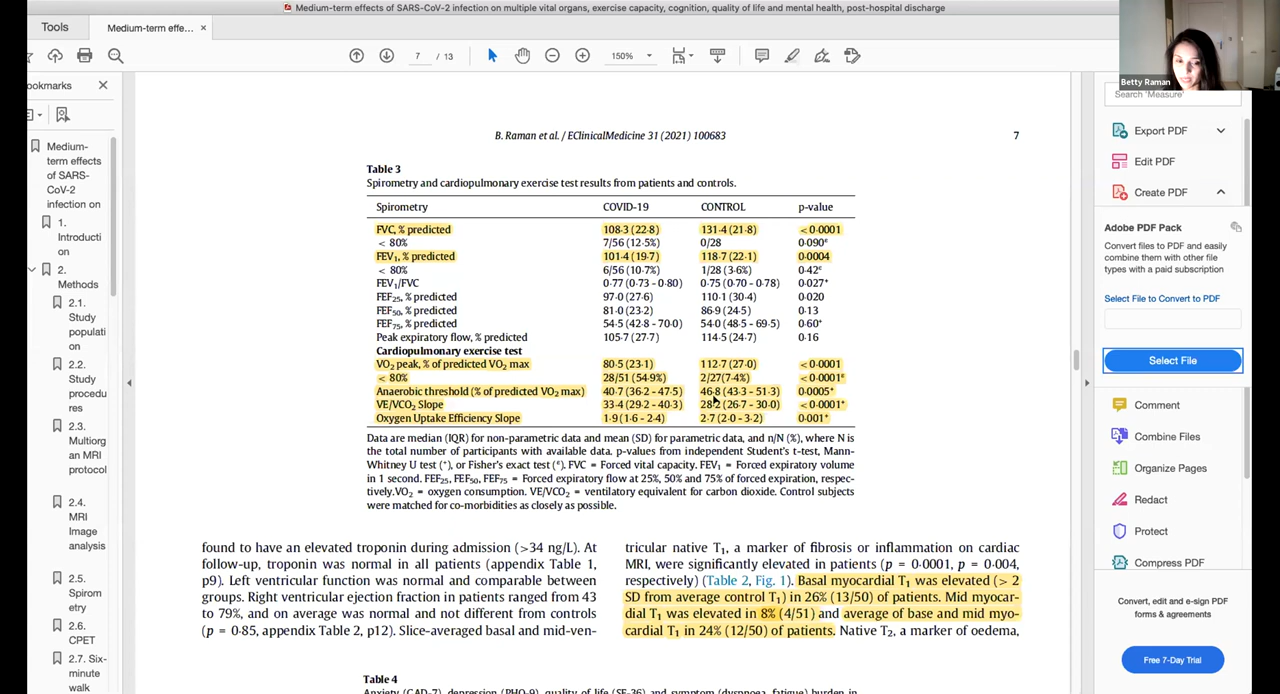 Medium-term effects of SARS-CoV-2 infection on multiple vital organs, exercise capacity, cognition, quality of life and mental health, post-hospital discharge
Tools
Medium-term effe... ×
7 / 13
150%
Betty Raman
ookmarks
Medium-term effects of SARS-CoV-2 infection on
1. Introduction
2. Methods
2.1. Study population
2.2. Study procedures
2.3. Multiorgan MRI protocol
2.4. MRI Image analysis
2.5. Spirometry
2.6. CPET
2.7. Six-minute walk
B. Raman et al. / EClinicalMedicine 31 (2021) 100683
7
Table 3
Spirometry and cardiopulmonary exercise test results from patients and controls.
Spirometry COVID-19 CONTROL p-value
FVC, % predicted 108·3 (22·8) 131·4 (21·8) <0·0001
< 80% 7/56 (12·5%) 0/28 0·090ᵉ
FEV₁, % predicted 101·4 (19·7) 118·7 (22·1) 0·0004
< 80% 6/56 (10·7%) 1/28 (3·6%) 0·42ᵉ
FEV₁/FVC 0·77 (0·73 – 0·80) 0·75 (0·70 – 0·78) 0·027⁺
FEF₂₅, % predicted 97·0 (27·6) 110·1 (30·4) 0·020
FEF₅₀, % predicted 81·0 (23·2) 86·9 (24·5) 0·13
FEF₇₅, % predicted 54·5 (42·8 – 70·0) 54·0 (48·5 – 69·5) 0·60⁺
Peak expiratory flow, % predicted 105·7 (27·7) 114·5 (24·7) 0·16
Cardiopulmonary exercise test
VO₂ peak, % of predicted VO₂ max 80·5 (23·1) 112·7 (27·0) <0·0001
< 80% 28/51 (54·9%) 2/27(7·4%) <0·0001ᵉ
Anaerobic threshold (% of predicted VO₂ max) 40·7 (36·2 – 47·5) 46·8 (43·3 – 51·3) 0·0005⁺
VE/VCO₂ Slope 33·4 (29·2 – 40·3) 28·2 (26·7 – 30·0) <0·0001⁺
Oxygen Uptake Efficiency Slope 1·9 (1·6 – 2·4) 2·7 (2·0 – 3·2) 0·001⁺
Data are median (IQR) for non-parametric data and mean (SD) for parametric data, and n/N (%), where N is
the total number of participants with available data. p-values from independent Student's t-test, Mann-
Whitney U test (⁺), or Fisher's exact test (ᵉ). FVC = Forced vital capacity. FEV₁ = Forced expiratory volume
in 1 second. FEF₂₅, FEF₅₀, FEF₇₅ = Forced expiratory flow at 25%, 50% and 75% of forced expiration, respec-
tively.VO₂ = oxygen consumption. VE/VCO₂ = ventilatory equivalent for carbon dioxide. Control subjects
were matched for co-morbidities as closely as possible.
found to have an elevated troponin during admission (>34 ng/L). At
follow-up, troponin was normal in all patients (appendix Table 1,
p9). Left ventricular function was normal and comparable between
groups. Right ventricular ejection fraction in patients ranged from 43
to 79%, and on average was normal and not different from controls
(p = 0·85, appendix Table 2, p12). Slice-averaged basal and mid-ven-
tricular native T₁, a marker of fibrosis or inflammation on cardiac
MRI, were significantly elevated in patients (p = 0·0001, p = 0·004,
respectively) (Table 2, Fig. 1). Basal myocardial T₁ was elevated (> 2
SD from average control T₁) in 26% (13/50) of patients. Mid myocar-
dial T₁ was elevated in 8% (4/51) and average of base and mid myo-
cardial T₁ in 24% (12/50) of patients. Native T₂, a marker of oedema,
Table 4
Anxiety (GAD-7), depression (PHQ-9), quality of life (SF-36) and symptom (dyspnoea, fatigue) burden in
Search 'Measure'
Export PDF
Edit PDF
Create PDF
Adobe PDF Pack
Convert files to PDF and easily
combine them with other file
types with a paid subscription
Select File to Convert to PDF
Select File
Comment
Combine Files
Organize Pages
Redact
Protect
Compress PDF
Convert, edit and e-sign PDF
forms & agreements
Free 7-Day Trial